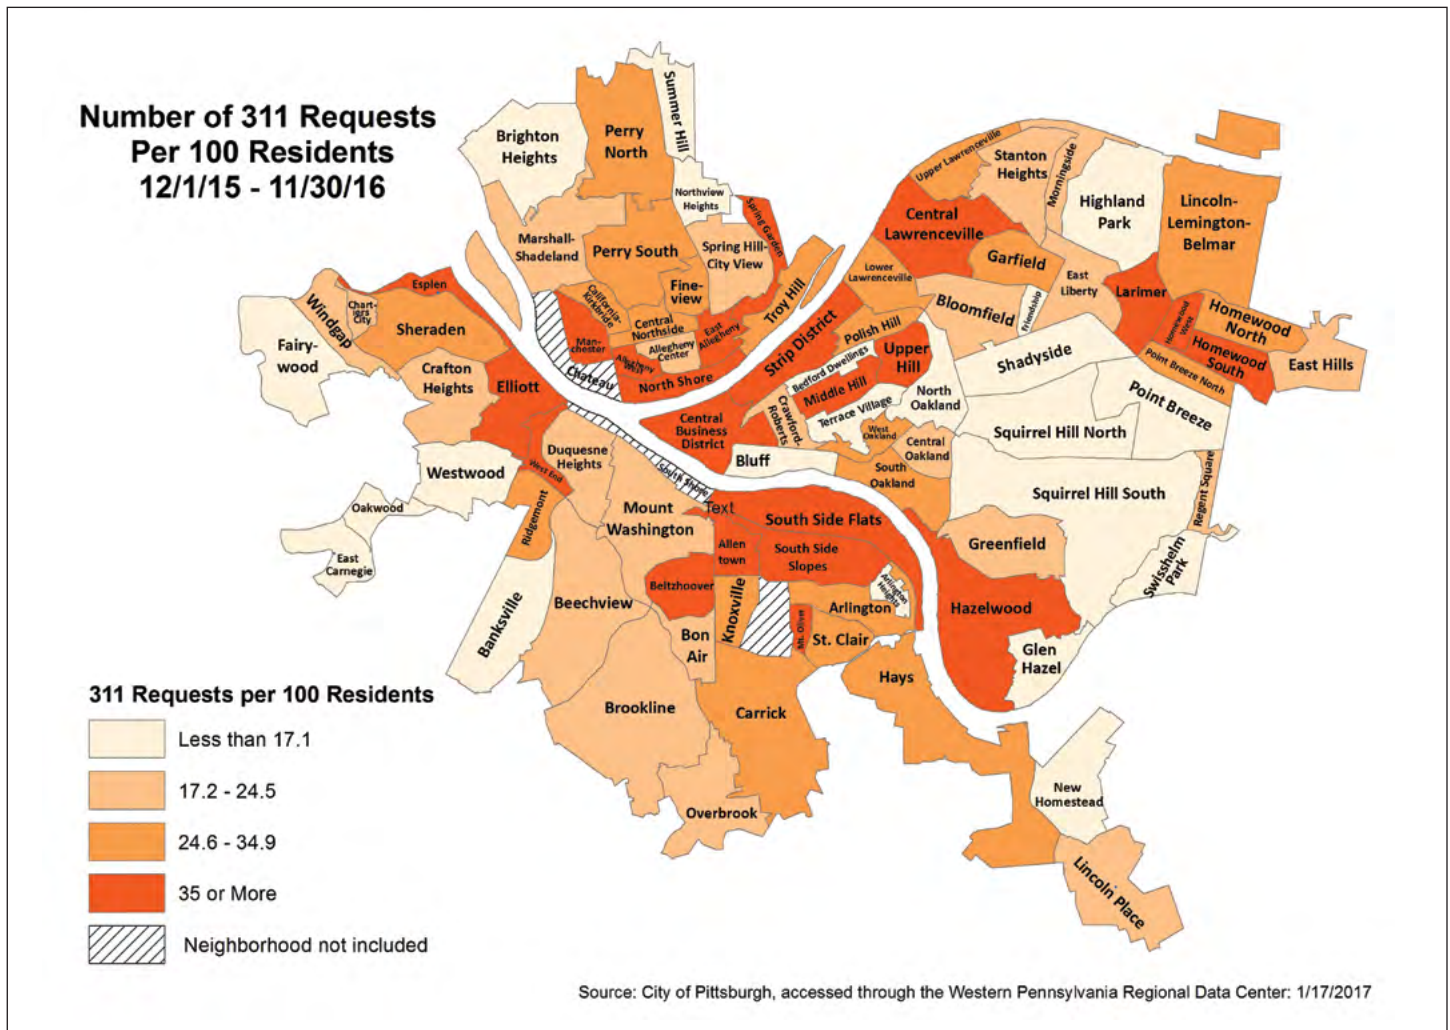 Number of 311 Requests
Per 100 Residents
12/1/15 - 11/30/16
Summer Hill
Perry
North
Brighton
Heights
Northview
Heights
Spring Garden
Marshall-
Shadeland
Perry South
Spring Hill-
City View
Fine-
view
Troy Hill
California-
Kirkbride
Central
Northside
East
Allegheny
Allegheny
Center
Man-
chester
Allegheny
West
Chateau
North Shore
Upper Lawrenceville
Stanton
Heights
Morningside
Highland
Park
Lincoln-
Lemington-
Belmar
Central
Lawrenceville
Garfield
East
Liberty
Larimer
Lower
Lawrenceville
Bloomfield
Friendship
Homewood
West
Homewood
North
Homewood
South
East Hills
Point Breeze North
Strip District
Polish Hill
Upper
Hill
Bedford Dwellings
Middle Hill
Terrace Village
Crawford-
Roberts
North
Oakland
Shadyside
Point Breeze
Squirrel Hill North
Central
Business
District
Bluff
West
Oakland
Central
Oakland
South
Oakland
Squirrel Hill South
Regent Square
Swisshelm
Park
Greenfield
Hazelwood
Glen
Hazel
Esplen
Windgap
Chart-
iers
City
Sheraden
Fairy-
wood
Crafton
Heights
Elliott
Westwood
Oakwood
East
Carnegie
West End
Ridgemont
Duquesne
Heights
South Shore
Mount
Washington
Text
South Side Flats
South Side
Slopes
Allen
town
Beltzhoover
Knoxville
Mt. Oliver
Arlington
Arlington
Heights
St. Clair
Banksville
Beechview
Bon
Air
Brookline
Carrick
Overbrook
Hays
New
Homestead
Lincoln Place
311 Requests per 100 Residents
Less than 17.1
17.2 - 24.5
24.6 - 34.9
35 or More
Neighborhood not included
Source: City of Pittsburgh, accessed through the Western Pennsylvania Regional Data Center: 1/17/2017